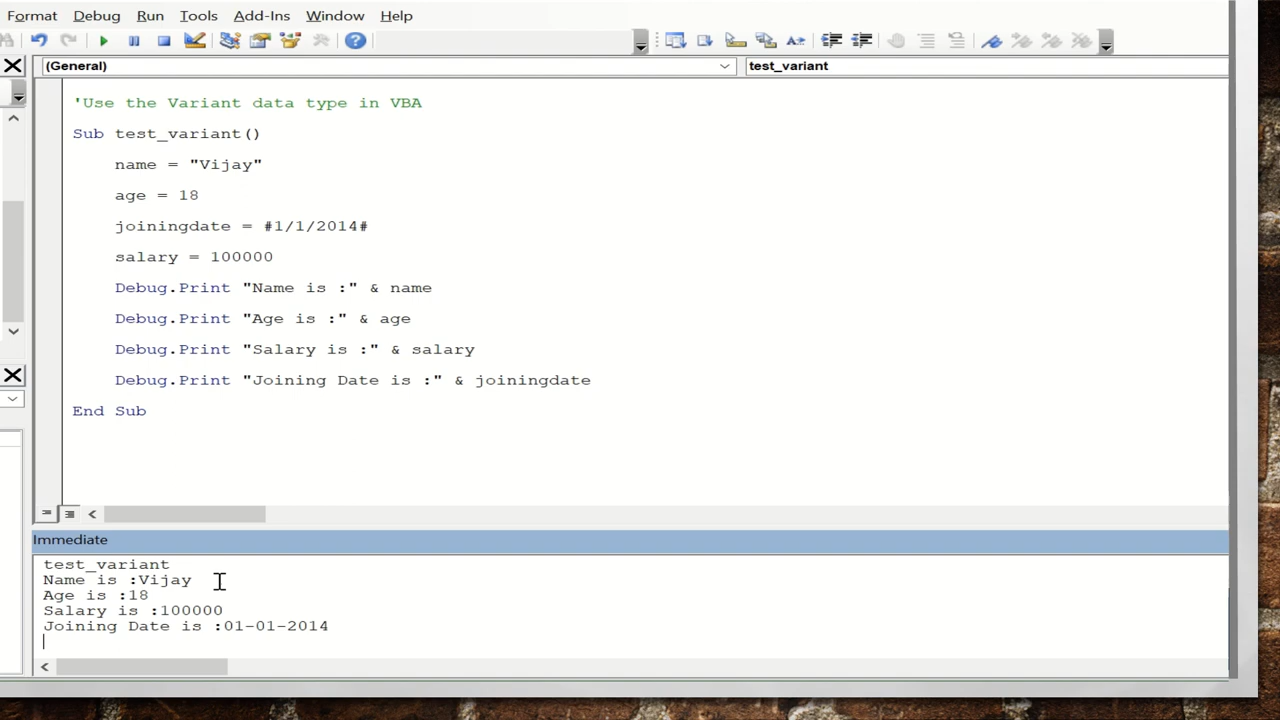 Format Debug Run Tools Add-Ins Window Help
(General) test_variant
'Use the Variant data type in VBA
Sub test_variant()
name = "Vijay"
age = 18
joiningdate = #1/1/2014#
salary = 100000
Debug.Print "Name is :" & name
Debug.Print "Age is :" & age
Debug.Print "Salary is :" & salary
Debug.Print "Joining Date is :" & joiningdate
End Sub
Immediate
test_variant
Name is :Vijay
Age is :18
Salary is :100000
Joining Date is :01-01-2014